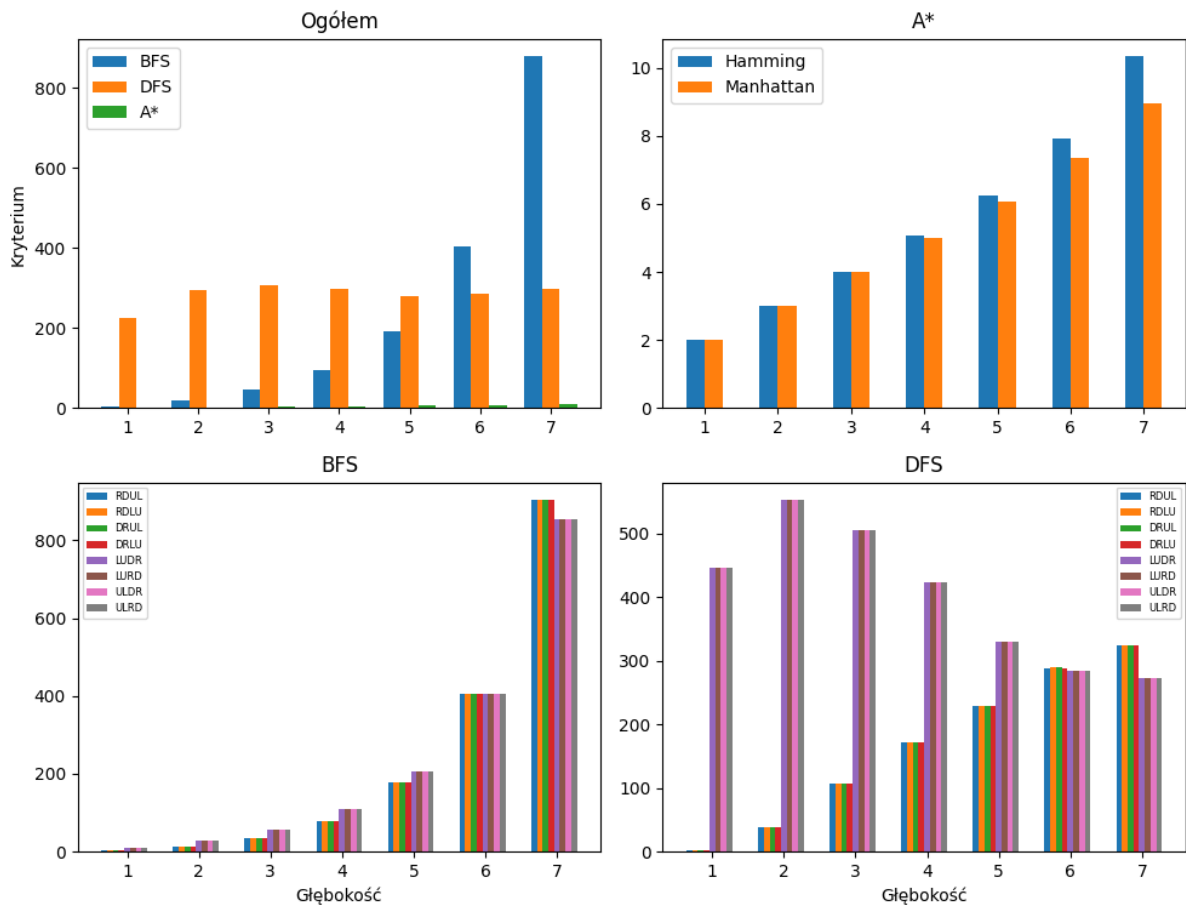 Ogółem
BFS
DFS
A*
Kryterium
800
600
400
200
0
1 2 3 4 5 6 7
A*
Hamming
Manhattan
10
8
6
4
2
0
1 2 3 4 5 6 7
BFS
RDUL
RDLU
DRUL
DRLU
LUDR
LURD
ULDR
ULRD
800
600
400
200
0
1 2 3 4 5 6 7
Głębokość
DFS
RDUL
RDLU
DRUL
DRLU
LUDR
LURD
ULDR
ULRD
500
400
300
200
100
0
1 2 3 4 5 6 7
Głębokość